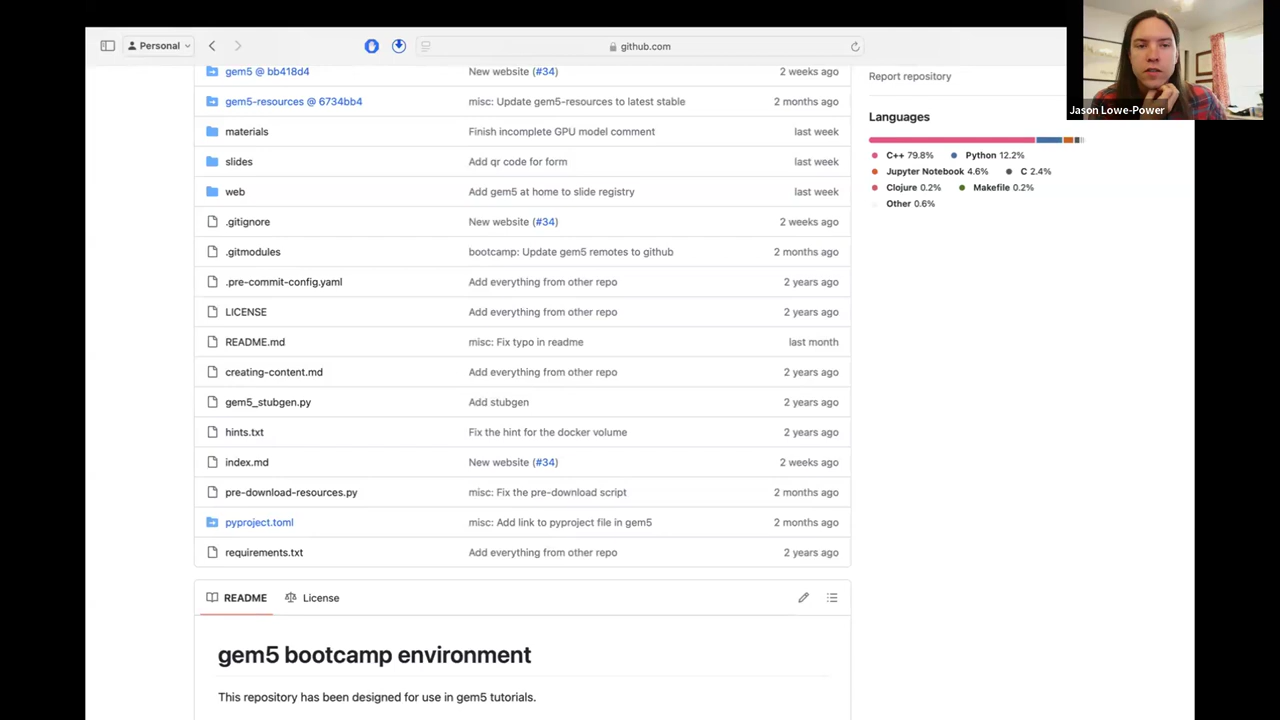 Personal
github.com
gem5 @ bb418d4 New website (#34) 2 weeks ago
gem5-resources @ 6734bb4 misc: Update gem5-resources to latest stable 2 months ago
materials Finish incomplete GPU model comment last week
slides Add qr code for form last week
web Add gem5 at home to slide registry last week
.gitignore New website (#34) 2 weeks ago
.gitmodules bootcamp: Update gem5 remotes to github 2 months ago
.pre-commit-config.yaml Add everything from other repo 2 years ago
LICENSE Add everything from other repo 2 years ago
README.md misc: Fix typo in readme last month
creating-content.md Add everything from other repo 2 years ago
gem5_stubgen.py Add stubgen 2 years ago
hints.txt Fix the hint for the docker volume 2 years ago
index.md New website (#34) 2 weeks ago
pre-download-resources.py misc: Fix the pre-download script 2 months ago
pyproject.toml misc: Add link to pyproject file in gem5 2 months ago
requirements.txt Add everything from other repo 2 years ago
README License
gem5 bootcamp environment
This repository has been designed for use in gem5 tutorials.
Report repository
Languages
C++ 79.8% Python 12.2%
Jupyter Notebook 4.6% C 2.4%
Clojure 0.2% Makefile 0.2%
Other 0.6%
Jason Lowe-Power